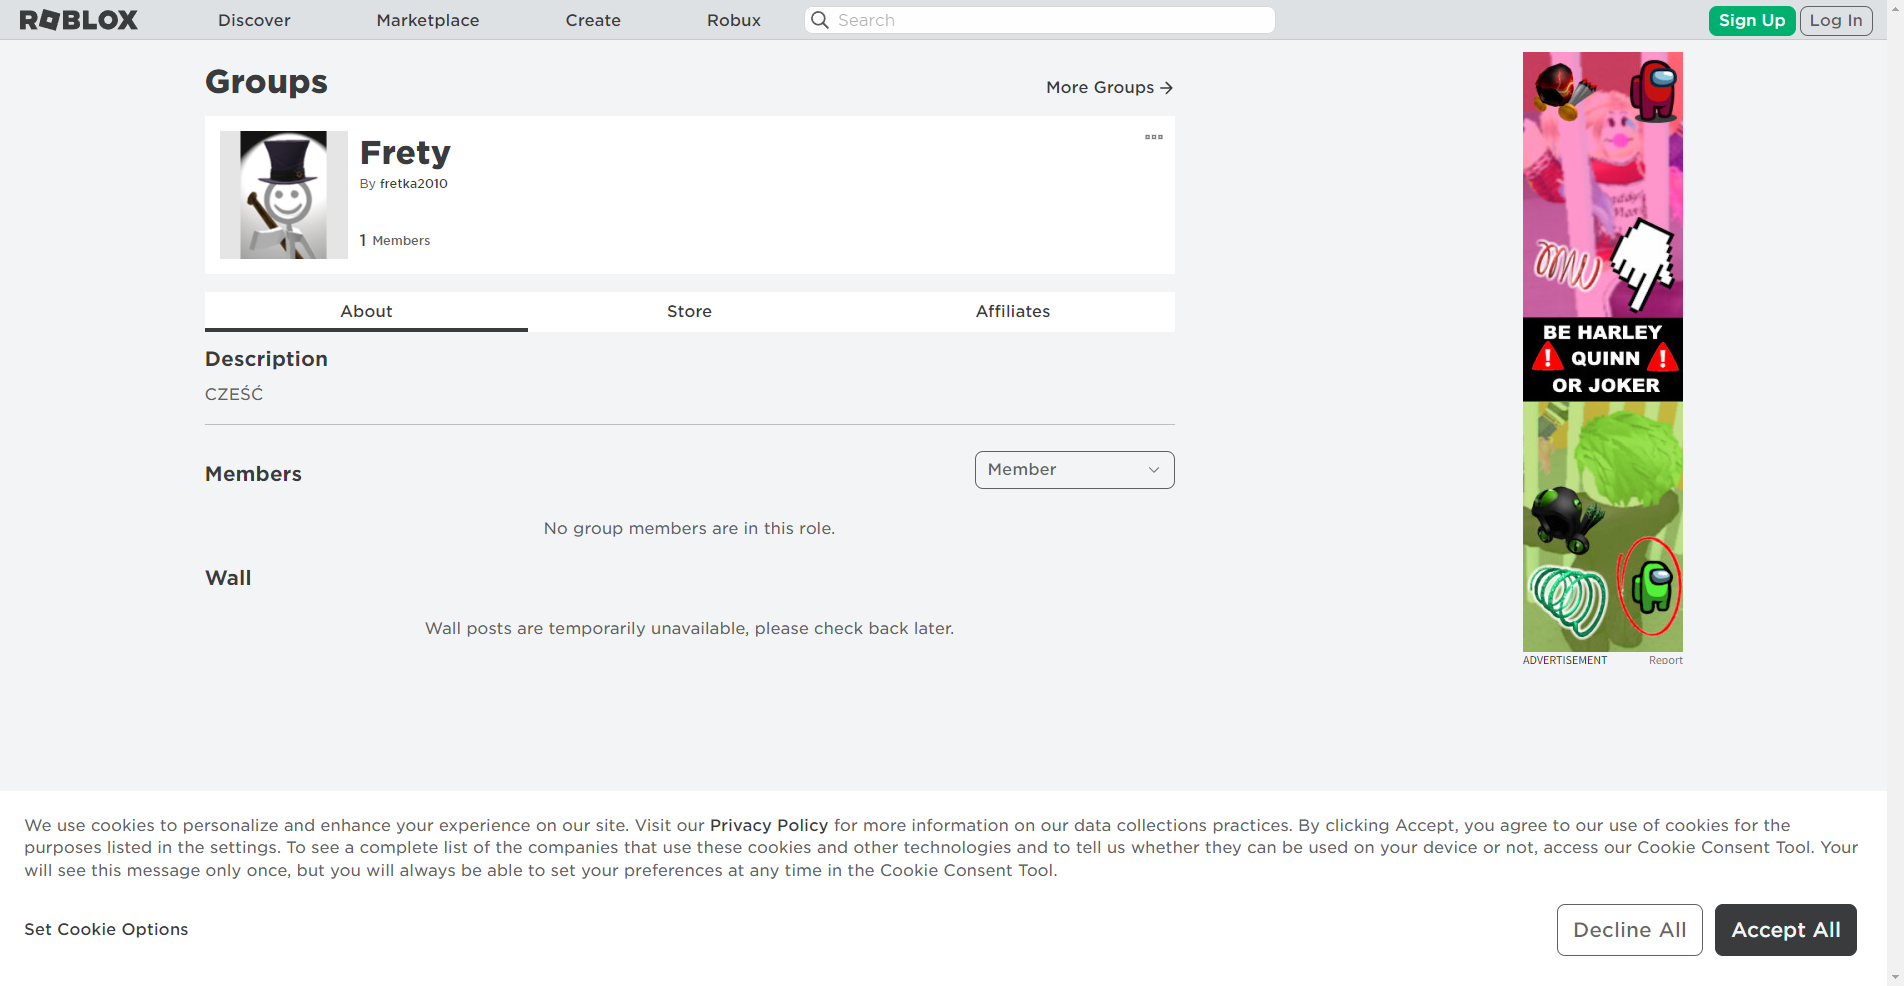 ROBLOX Discover Marketplace Create Robux Search Sign Up Log In
Groups
More Groups
Frety
By fretka2010
1 Members
About Store Affiliates
Description
CZEŚĆ
Members
Member
No group members are in this role.
Wall
Wall posts are temporarily unavailable, please check back later.
BE HARLEY
QUINN
OR JOKER
ADVERTISEMENT Report
We use cookies to personalize and enhance your experience on our site. Visit our Privacy Policy for more information on our data collections practices. By clicking Accept, you agree to our use of cookies for the
purposes listed in the settings. To see a complete list of the companies that use these cookies and other technologies and to tell us whether they can be used on your device or not, access our Cookie Consent Tool. Your
will see this message only once, but you will always be able to set your preferences at any time in the Cookie Consent Tool.
Set Cookie Options
Decline All
Accept All